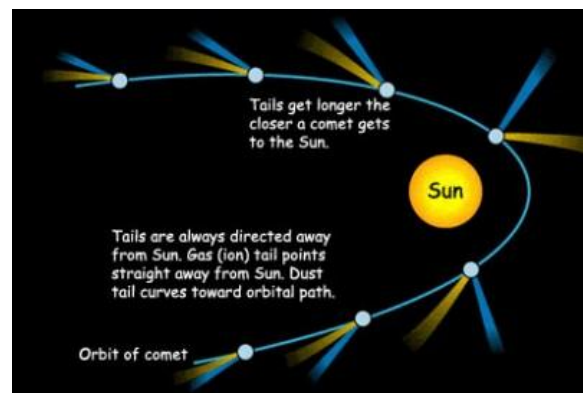 Tails get longer the
closer a comet gets
to the Sun.
Sun
Tails are always directed away
from Sun. Gas (ion) tail points
straight away from Sun. Dust
tail curves toward orbital path.
Orbit of comet